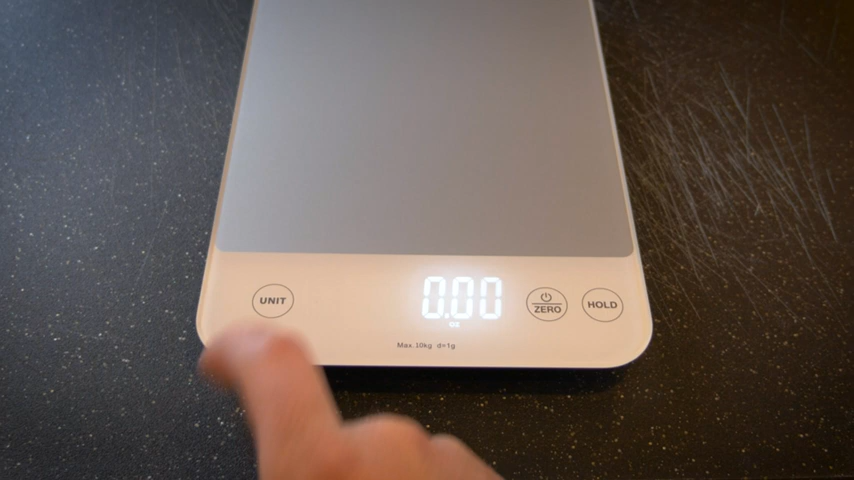 UNIT
0.00
oz
ZERO
HOLD
Max 10kg d=1g